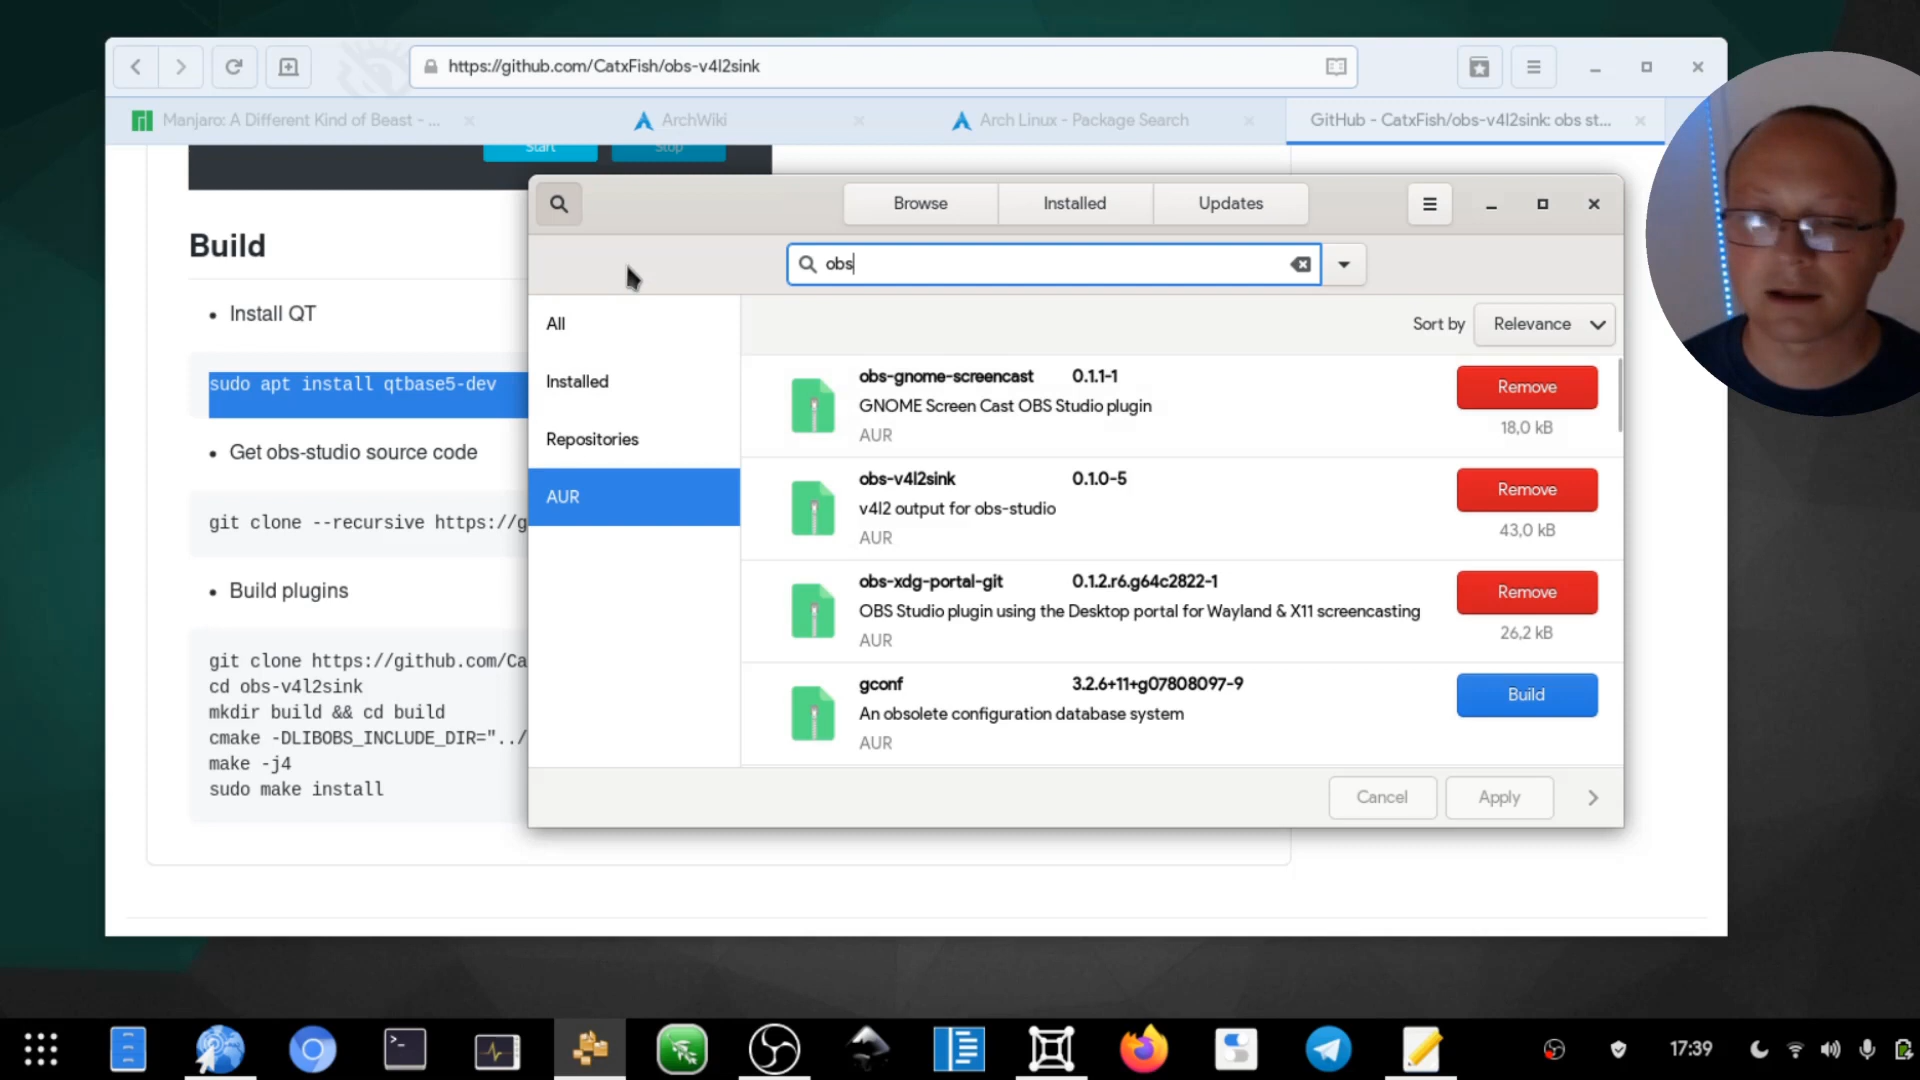 https://github.com/CatxFish/obs-v4l2sink
Manjaro: A Different Kind of Beast - ...
ArchWiki
Arch Linux - Package Search
GitHub - CatxFish/obs-v4l2sink: obs st...
Start
Stop
Build
Install QT
sudo apt install qtbase5-dev
Get obs-studio source code
git clone --recursive https://g
Build plugins
git clone https://github.com/Ca
cd obs-v4l2sink
mkdir build && cd build
cmake -DLIBOBS_INCLUDE_DIR="../
make -j4
sudo make install
Browse
Installed
Updates
obs
All
Installed
Repositories
AUR
Sort by
Relevance
obs-gnome-screencast 0.1.1-1
GNOME Screen Cast OBS Studio plugin
AUR
Remove
18,0 kB
obs-v4l2sink 0.1.0-5
v4l2 output for obs-studio
AUR
Remove
43,0 kB
obs-xdg-portal-git 0.1.2.r6.g64c2822-1
OBS Studio plugin using the Desktop portal for Wayland & X11 screencasting
AUR
Remove
26,2 kB
gconf 3.2.6+11+g07808097-9
An obsolete configuration database system
AUR
Build
Cancel
Apply
17:39